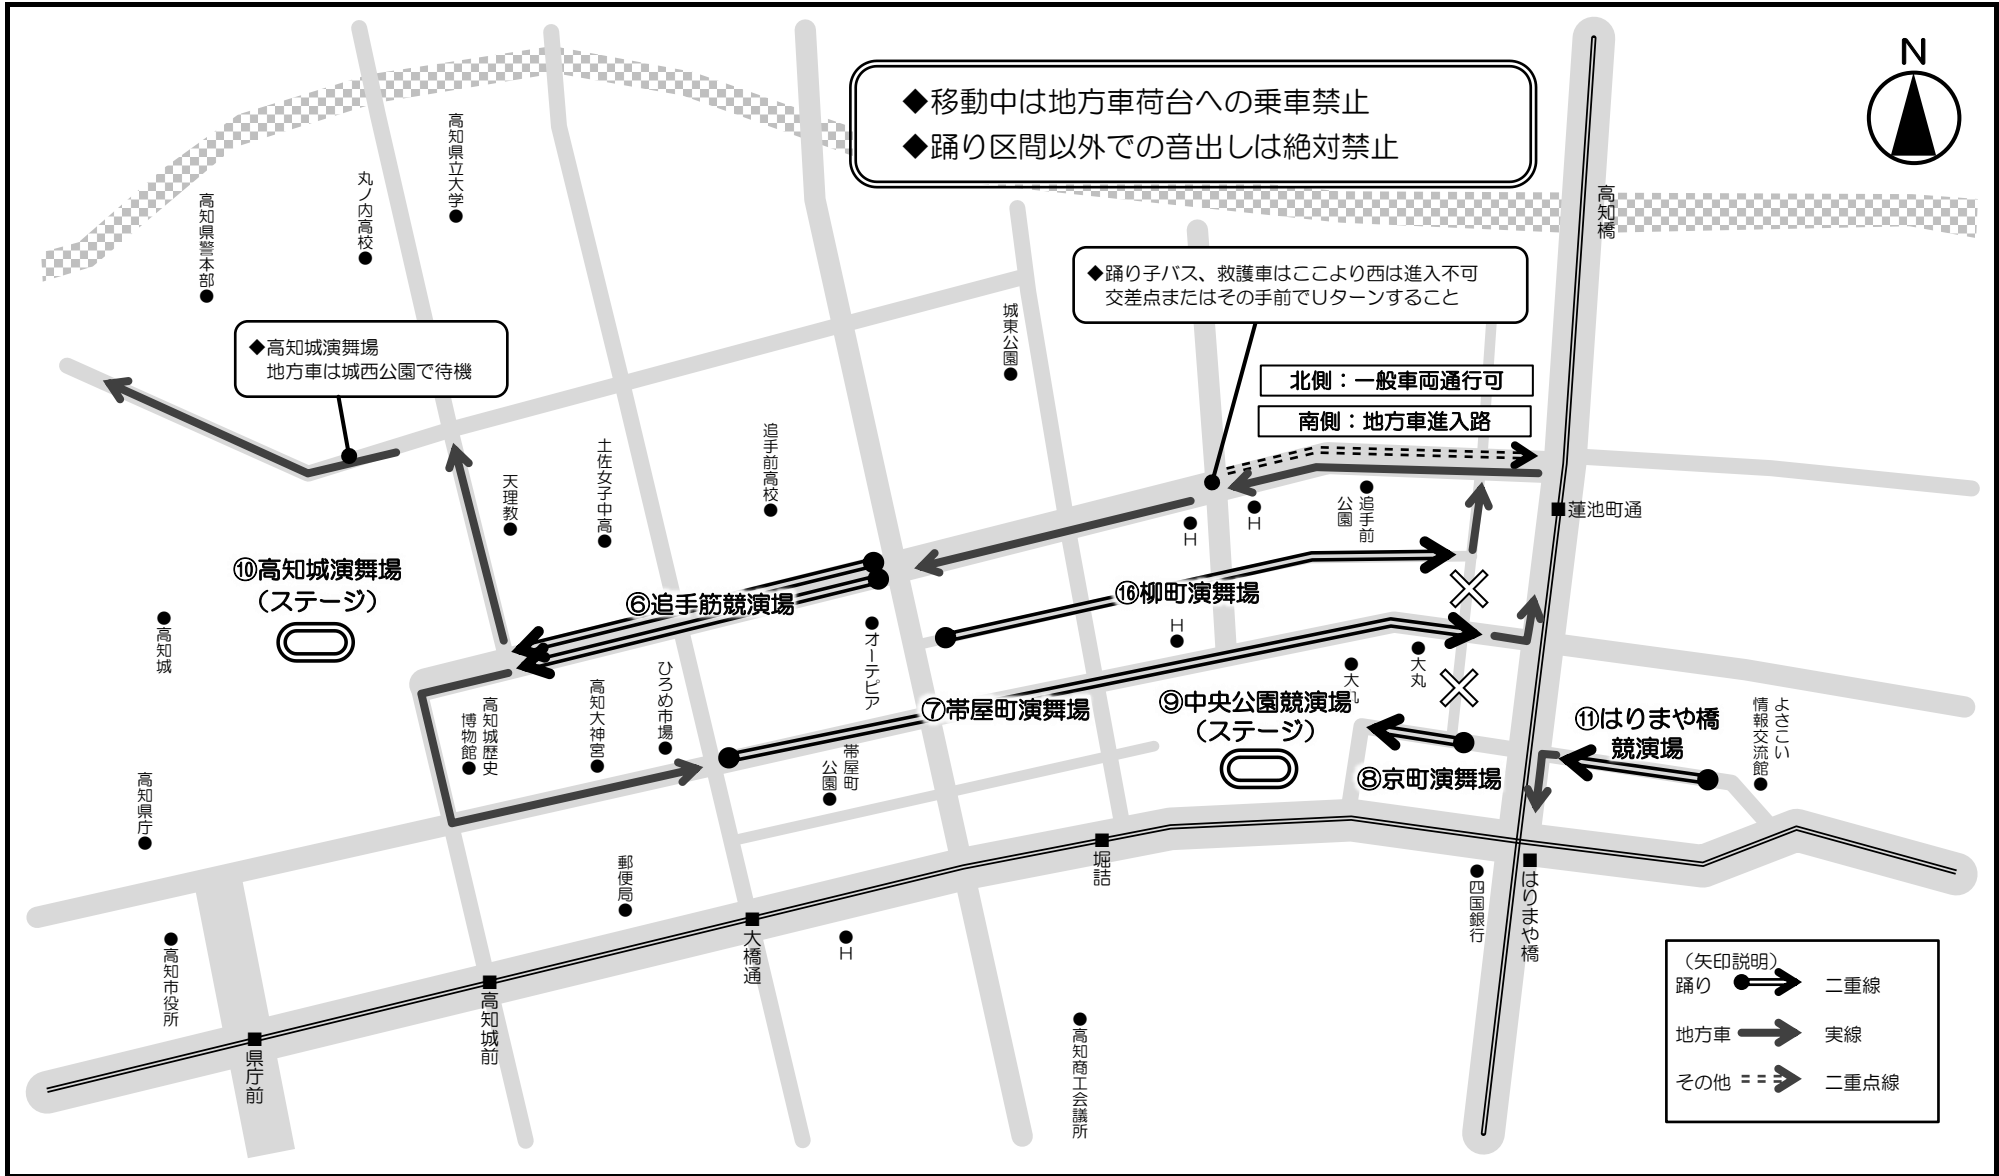 N
◆移動中は地方車荷台への乗車禁止
◆踊り区間以外での音出しは絶対禁止
高知橋
高知県立大学
丸ノ内高校
高知県警本部
◆踊り子バス、救護車はここより西は進入不可
交差点またはその手前でUターンすること
城東公園
◆高知城演舞場
地方車は城西公園で待機
北側：一般車両通行可
南側：地方車進入路
追手前高校
土佐女子中高
天理教
追手前
公園
H
H
蓮池町通
⑩高知城演舞場
（ステージ）
⑥追手筋競演場
⑯柳町演舞場
高知城
オーテピア
H
ひろめ市場
大丸
大丸
高知大神宮
高知城歴史
博物館
⑦帯屋町演舞場
⑨中央公園競演場
（ステージ）
⑪はりまや橋
競演場
よさこい
情報交流館
帯屋町
公園
⑧京町演舞場
高知県庁
郵便局
堀詰
四国銀行
はりまや橋
高知市役所
大橋通
H
高知城前
県庁前
高知商工会議所
（矢印説明）
踊り 二重線
地方車 実線
その他 二重点線